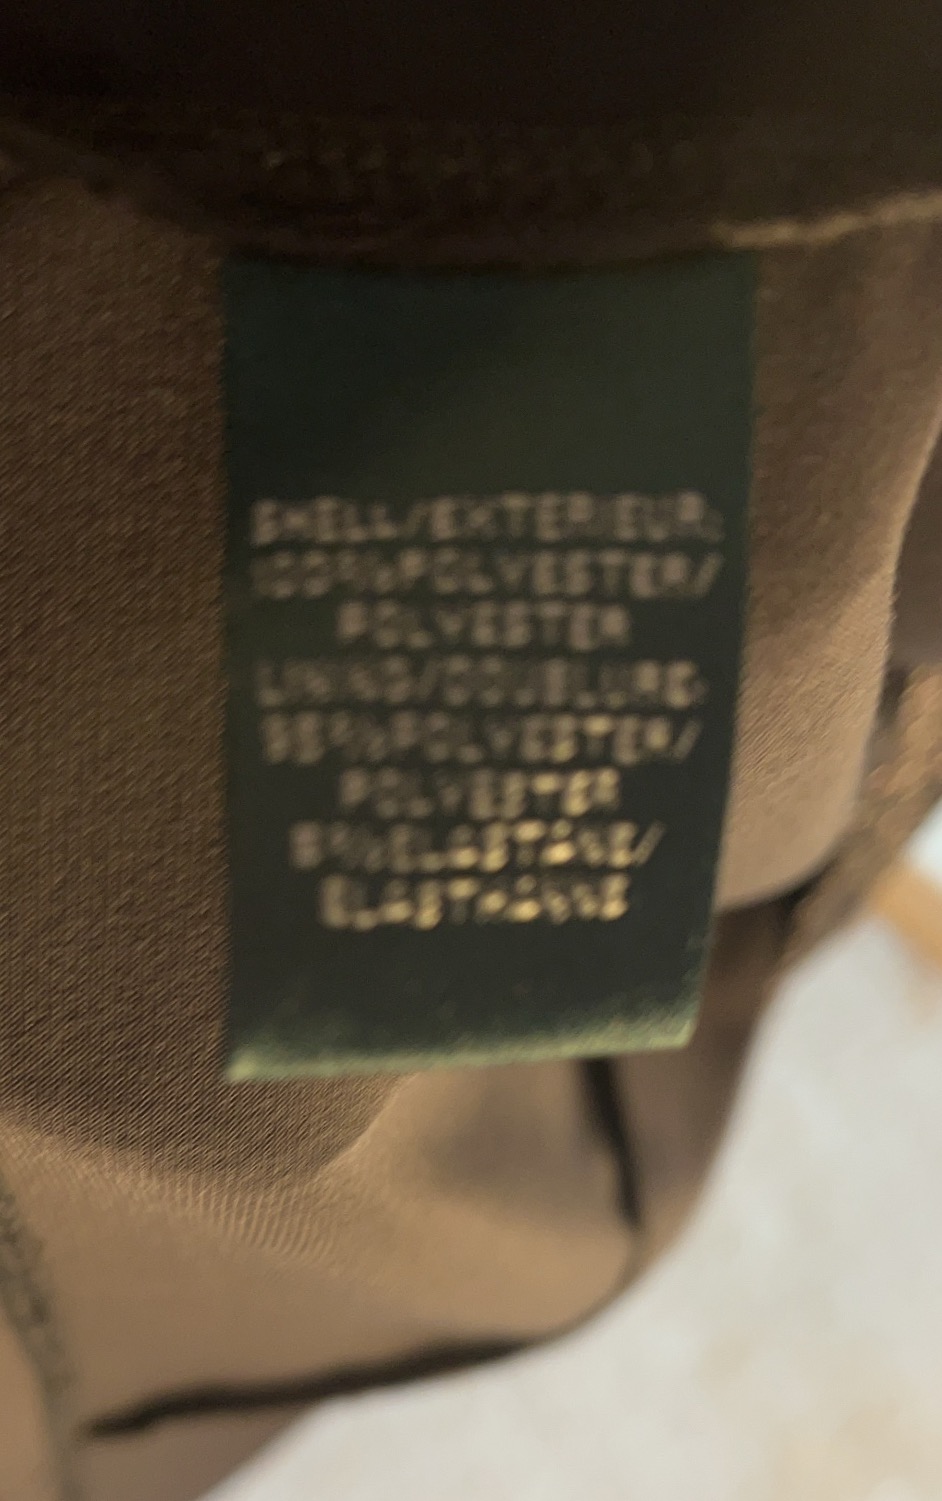 SHELL/EXTERIEUR:
100%POLYESTER/
POLYESTER
LINING/DOUBLURE:
95%POLYESTER/
POLYESTER
5%ELASTANE/
ELASTHANNE